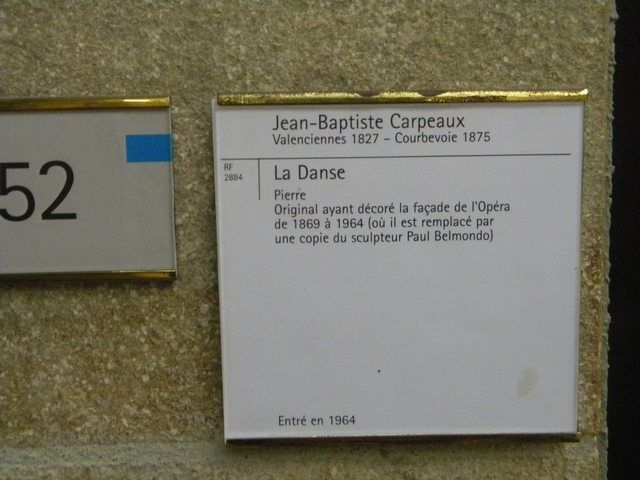 52
Jean-Baptiste Carpeaux
Valenciennes 1827 – Courbevoie 1875
RF
2884
La Danse
Pierre
Original ayant décoré la façade de l'Opéra
de 1869 à 1964 (où il est remplacé par
une copie du sculpteur Paul Belmondo)
Entré en 1964